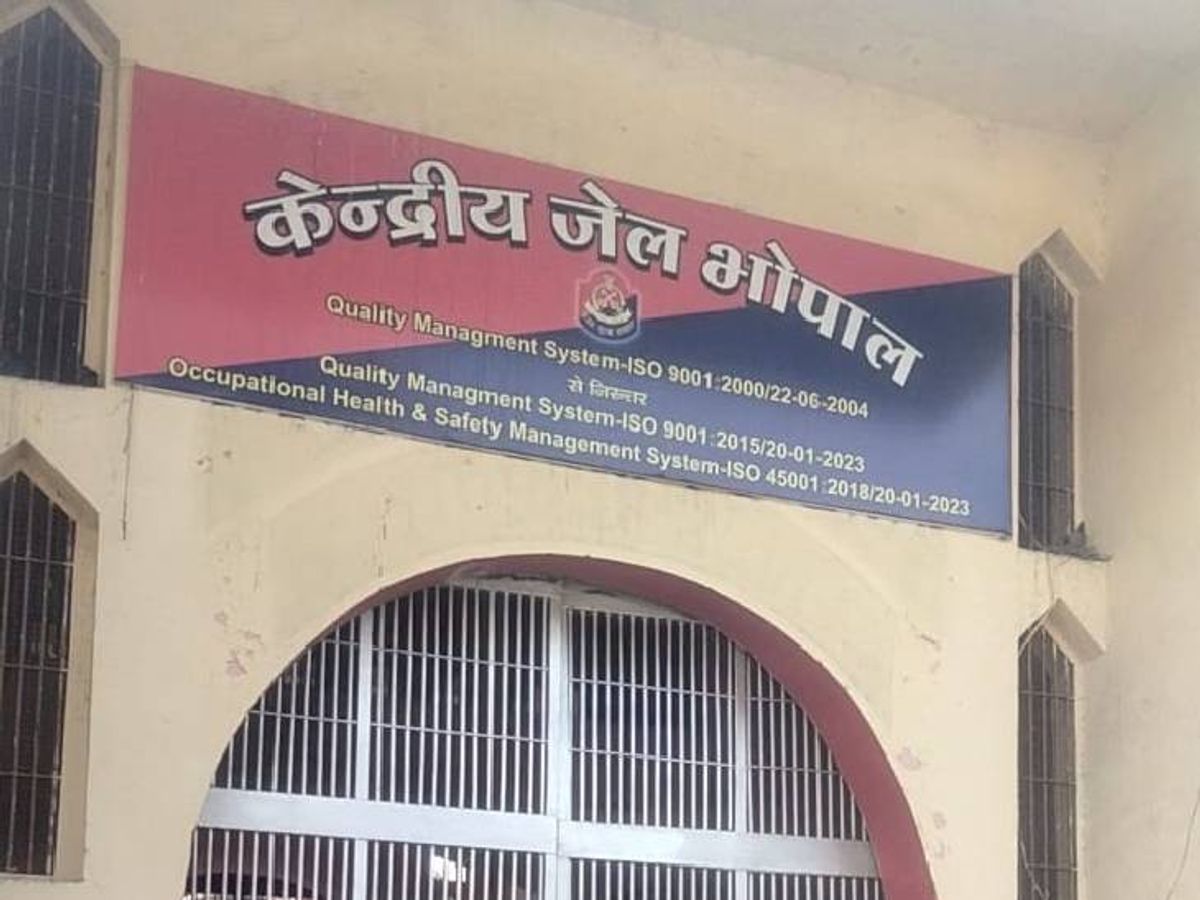 केन्द्रीय जेल भोपाल
Quality Managment System-ISO 9001:2000/22-06-2004
से निरन्तर
Quality Managment System-ISO 9001:2015/20-01-2023
Occupational Health & Safety Management System-ISO 45001:2018/20-01-2023